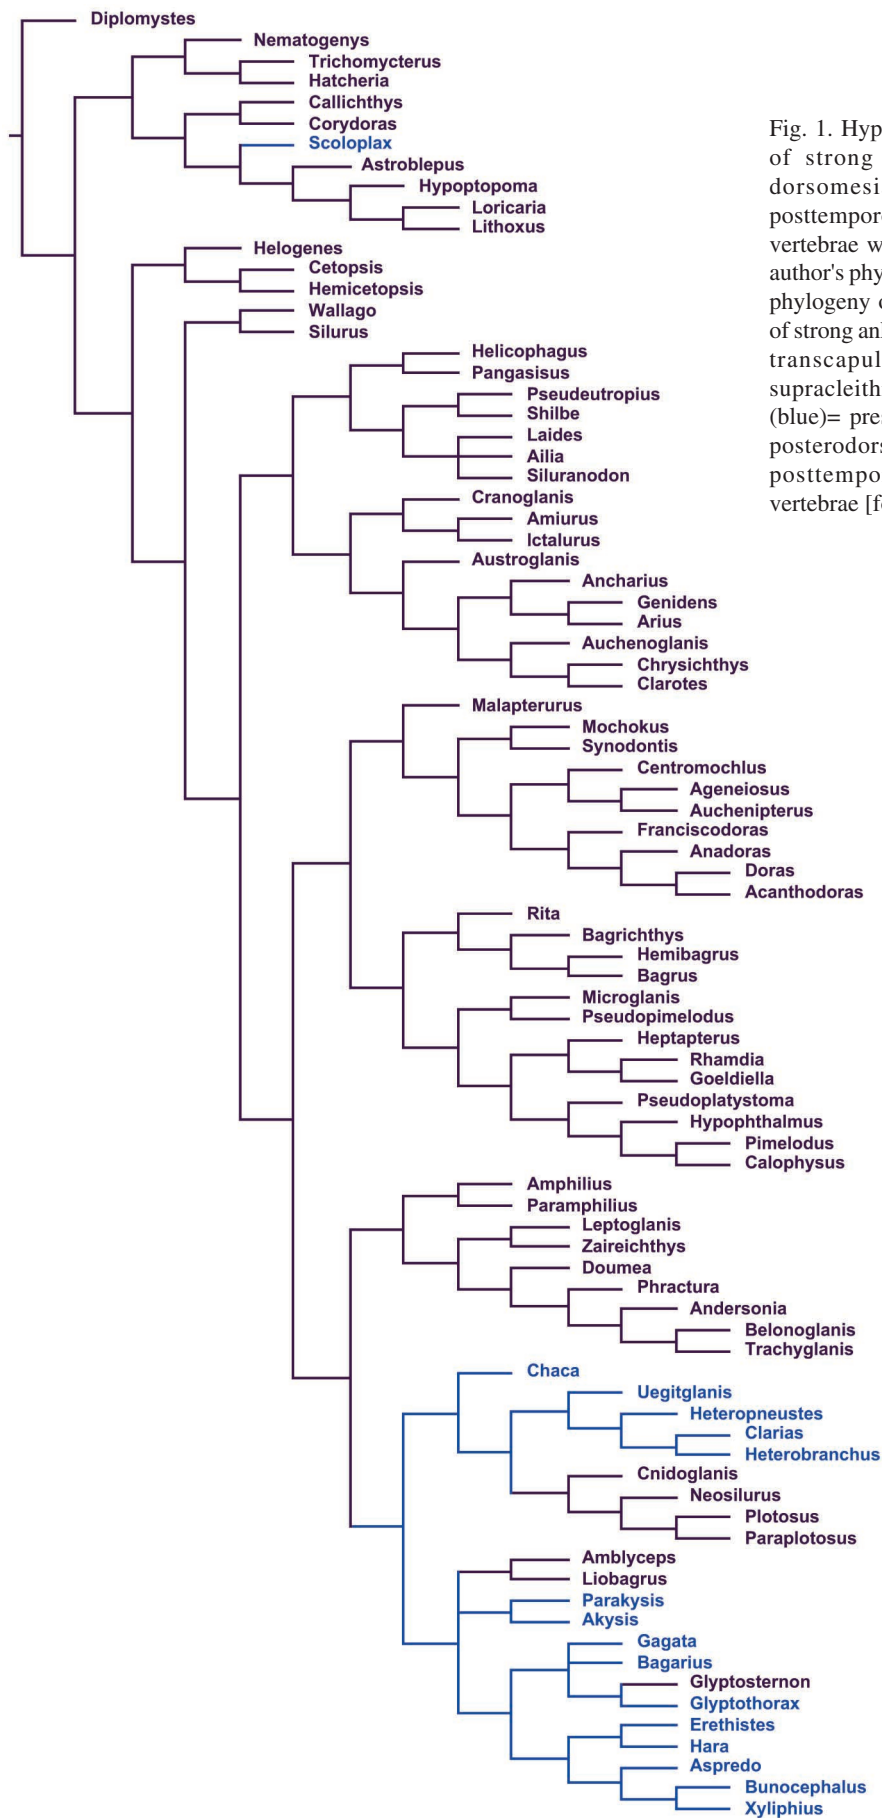 Diplomystes
Nematogenys
Trichomycterus
Hatcheria
Callichthys
Corydoras
Scoloplax
Astroblepus
Hypoptopoma
Loricaria
Lithoxus
Helogenes
Cetopsis
Hemicetopsis
Wallago
Silurus
Helicophagus
Pangasisus
Pseudeutropius
Shilbe
Laides
Ailia
Siluranodon
Cranoglanis
Amiurus
Ictalurus
Austroglanis
Ancharius
Genidens
Arius
Auchenoglanis
Chrysichthys
Clarotes
Malapterurus
Mochokus
Synodontis
Centromochlus
Ageneiosus
Auchenipterus
Franciscodoras
Anadoras
Doras
Acanthodoras
Rita
Bagrichthys
Hemibagrus
Bagrus
Microglanis
Pseudopimelodus
Heptapterus
Rhamdia
Goeldiella
Pseudoplatystoma
Hypophthalmus
Pimelodus
Calophysus
Amphilius
Paramphilius
Leptoglanis
Zaireichthys
Doumea
Phractura
Andersonia
Belonoglanis
Trachyglanis
Chaca
Uegitglanis
Heteropneustes
Clarias
Heterobranchus
Cnidoglanis
Neosilurus
Plotosus
Paraplotosus
Amblyceps
Liobagrus
Parakysis
Akysis
Gagata
Bagarius
Glyptosternon
Glyptothorax
Erethistes
Hara
Aspredo
Bunocephalus
Xyliphius
Fig. 1. Hyp
of strong
dorsomesi
posttempor
vertebrae w
author's phy
phylogeny
of strong an
transcapul
supracleith
(blue)= pres
posterodors
posttempo
vertebrae [f